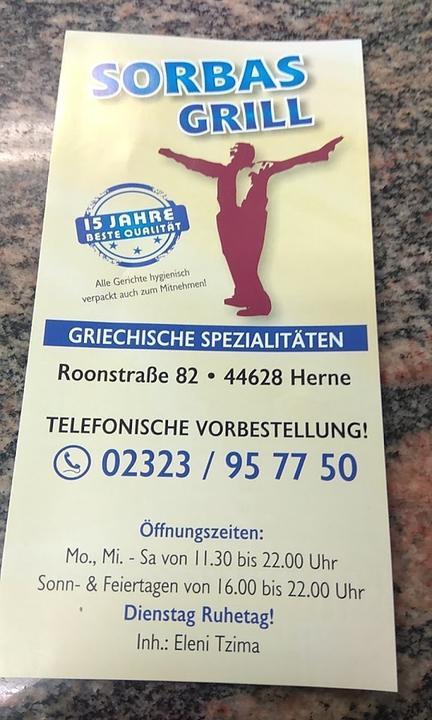 SORBAS
GRILL
15 JAHRE
BESTE QUALITÄT
Alle Gerichte hygienisch
verpackt auch zum Mitnehmen!
GRIECHISCHE SPEZIALITÄTEN
Roonstraße 82 • 44628 Herne
TELEFONISCHE VORBESTELLUNG!
02323 / 95 77 50
Öffnungszeiten:
Mo., Mi. - Sa von 11.30 bis 22.00 Uhr
Sonn- & Feiertagen von 16.00 bis 22.00 Uhr
Dienstag Ruhetag!
Inh.: Eleni Tzima